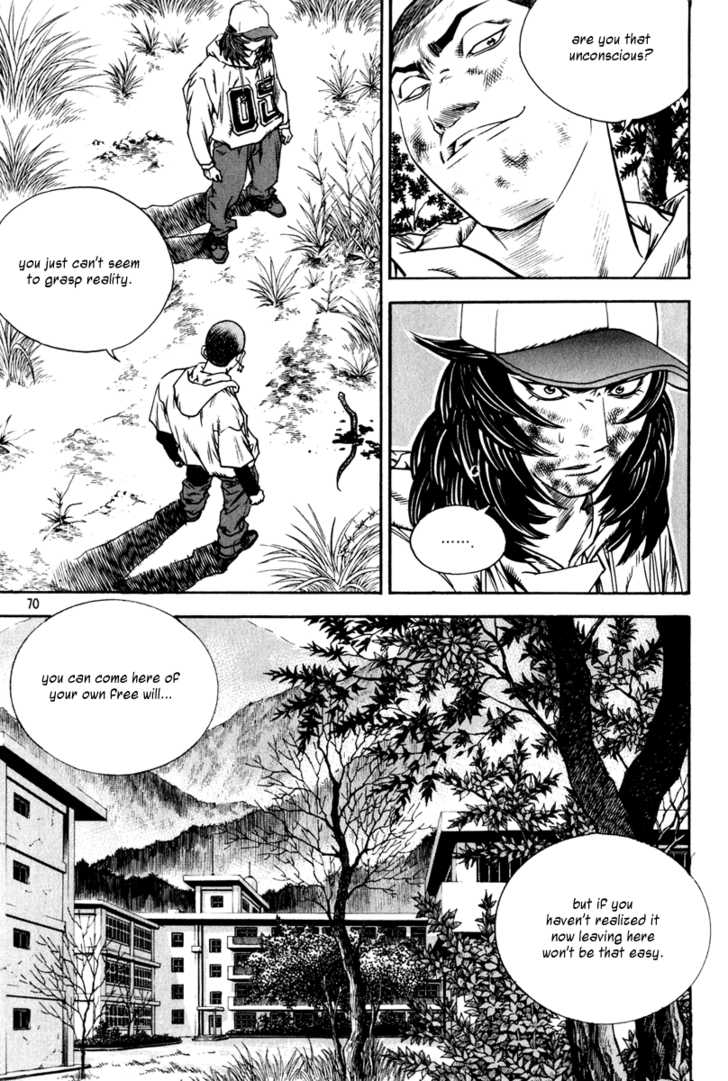 you just can't seem
to grasp reality.
05
are you that
unconscious?
.......
70
you can come here of
your own free will...
but if you
haven't realized it
now leaving here
won't be that easy.